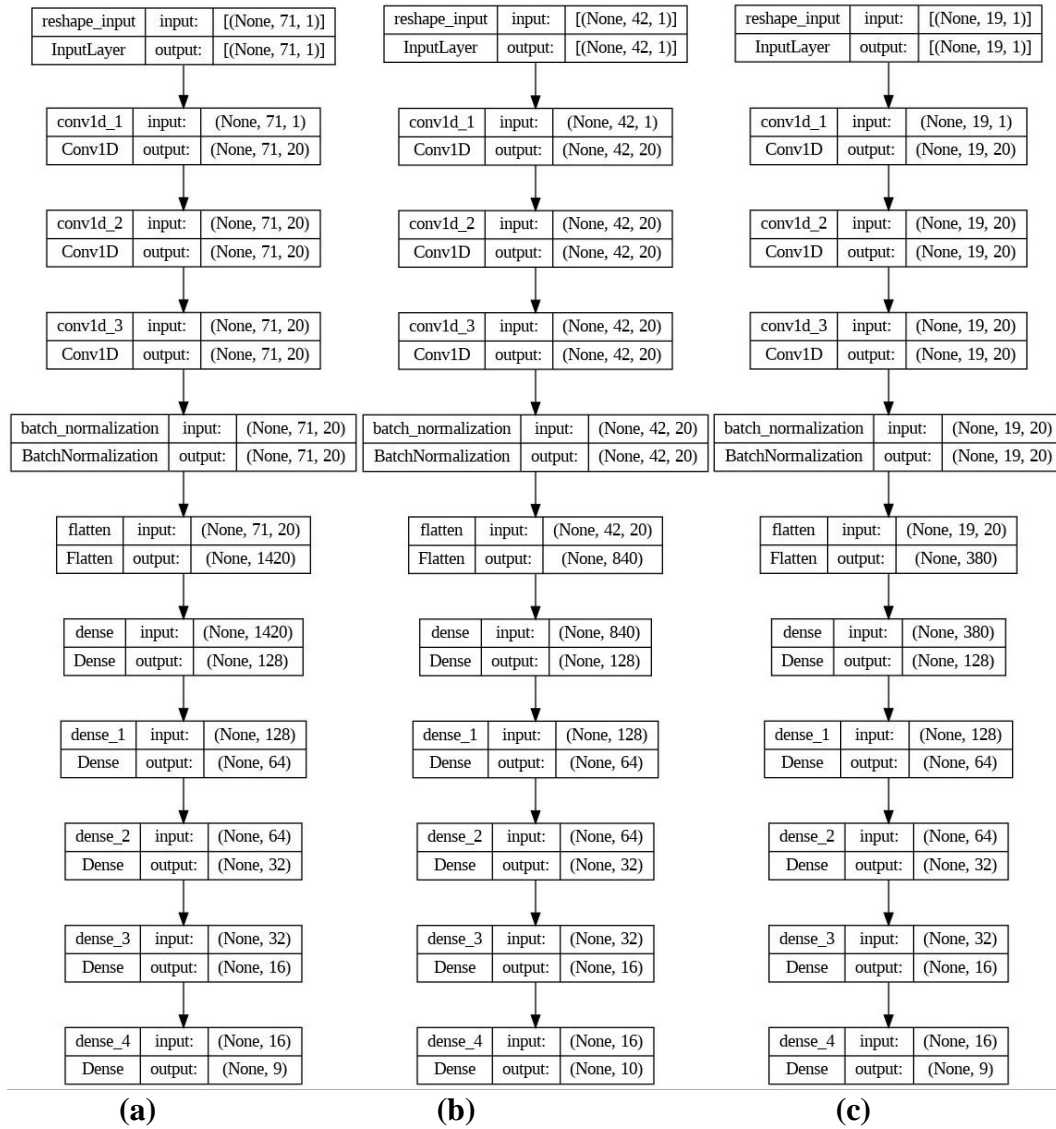 reshape_input input: [(None, 71, 1)]
InputLayer output: [(None, 71, 1)]
conv1d_1 input: (None, 71, 1)
Conv1D output: (None, 71, 20)
conv1d_2 input: (None, 71, 20)
Conv1D output: (None, 71, 20)
conv1d_3 input: (None, 71, 20)
Conv1D output: (None, 71, 20)
batch_normalization input: (None, 71, 20)
BatchNormalization output: (None, 71, 20)
flatten input: (None, 71, 20)
Flatten output: (None, 1420)
dense input: (None, 1420)
Dense output: (None, 128)
dense_1 input: (None, 128)
Dense output: (None, 64)
dense_2 input: (None, 64)
Dense output: (None, 32)
dense_3 input: (None, 32)
Dense output: (None, 16)
dense_4 input: (None, 16)
Dense output: (None, 9)
(a)
reshape_input input: [(None, 42, 1)]
InputLayer output: [(None, 42, 1)]
conv1d_1 input: (None, 42, 1)
Conv1D output: (None, 42, 20)
conv1d_2 input: (None, 42, 20)
Conv1D output: (None, 42, 20)
conv1d_3 input: (None, 42, 20)
Conv1D output: (None, 42, 20)
batch_normalization input: (None, 42, 20)
BatchNormalization output: (None, 42, 20)
flatten input: (None, 42, 20)
Flatten output: (None, 840)
dense input: (None, 840)
Dense output: (None, 128)
dense_1 input: (None, 128)
Dense output: (None, 64)
dense_2 input: (None, 64)
Dense output: (None, 32)
dense_3 input: (None, 32)
Dense output: (None, 16)
dense_4 input: (None, 16)
Dense output: (None, 10)
(b)
reshape_input input: [(None, 19, 1)]
InputLayer output: [(None, 19, 1)]
conv1d_1 input: (None, 19, 1)
Conv1D output: (None, 19, 20)
conv1d_2 input: (None, 19, 20)
Conv1D output: (None, 19, 20)
conv1d_3 input: (None, 19, 20)
Conv1D output: (None, 19, 20)
batch_normalization input: (None, 19, 20)
BatchNormalization output: (None, 19, 20)
flatten input: (None, 19, 20)
Flatten output: (None, 380)
dense input: (None, 380)
Dense output: (None, 128)
dense_1 input: (None, 128)
Dense output: (None, 64)
dense_2 input: (None, 64)
Dense output: (None, 32)
dense_3 input: (None, 32)
Dense output: (None, 16)
dense_4 input: (None, 16)
Dense output: (None, 9)
(c)